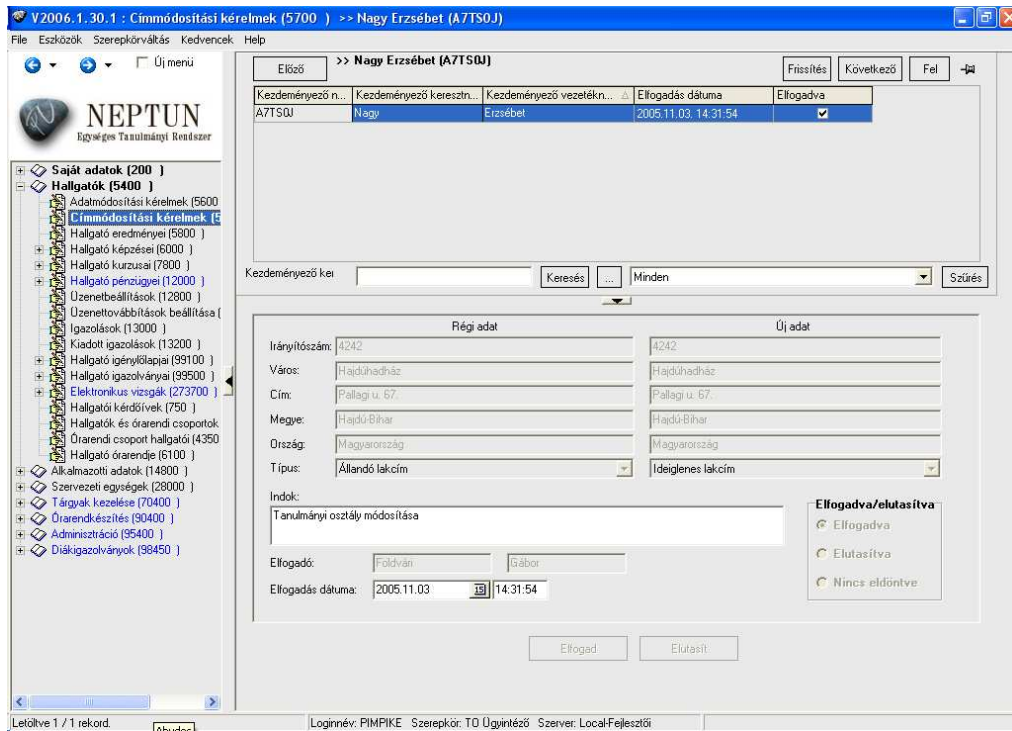 V2006.1.30.1 : Címmódosítási kérelmek (5700 ) >> Nagy Erzsébet (A7TS0J)
File Eszközök Szerepkörváltás Kedvencek Help
Új menü
NEPTUN
Egységes Tanulmányi Rendszer
Saját adatok (200 )
Hallgatók (5400 )
Adatmódosítási kérelmek (5600
Címmódosítási kérelmek (5
Hallgató eredményei (5800 )
Hallgató képzései (6000 )
Hallgató kurzusai (7800 )
Hallgató pénzügyei (12000 )
Üzenetbeállítások (12800 )
Üzenettovábbítások beállítása (
Igazolások (13000 )
Kiadott igazolások (13200 )
Hallgató igénylőlapjai (99100 )
Hallgató igazolványai (99500 )
Elektronikus vizsgák (273700 )
Hallgatói kérdőívek (750 )
Hallgatók és órarendi csoportok
Órarendi csoport hallgatói (4350
Hallgató órarendje (6100 )
Alkalmazotti adatok (14800 )
Szervezeti egységek (28000 )
Tárgyak kezelése (70400 )
Órarendkészítés (90400 )
Adminisztráció (95400 )
Diákigazolványok (98450 )
Előző >> Nagy Erzsébet (A7TS0J) Frissítés Következő Fel
Kezdeményező n... Kezdeményező keresztn... Kezdeményező vezetékn... Elfogadás dátuma Elfogadva
A7TS0J Nagy Erzsébet 2005.11.03. 14:31:54
Kezdeményező ker Keresés ... Minden Szűrés
Régi adat Új adat
Irányítószám: 4242 4242
Város: Hajdúhadház Hajdúhadház
Cím: Pallagi u. 67. Pallagi u. 67.
Megye: Hajdú-Bihar Hajdú-Bihar
Ország: Magyarország Magyarország
Típus: Állandó lakcím Ideiglenes lakcím
Indok:
Tanulmányi osztály módosítása
Elfogadva/elutasítva
Elfogadva
Elutasítva
Nincs eldöntve
Elfogadó: Földvári Gábor
Elfogadás dátuma: 2005.11.03 15 14:31:54
Elfogad Elutasít
Letöltve 1 / 1 rekord. Loginnév: PIMPIKE Szerepkör: TO Ügyintéző Szerver: Local-Fejlesztői